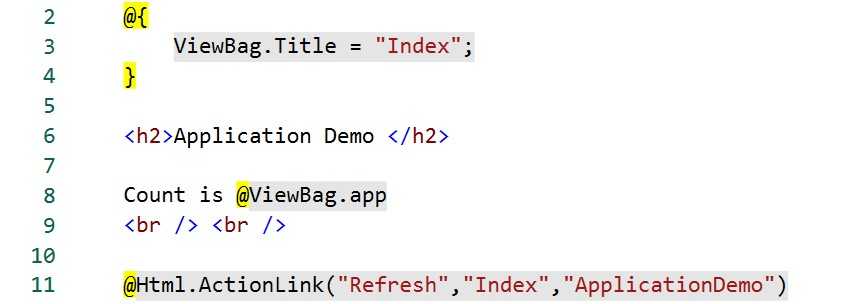 2 @{
3 ViewBag.Title = "Index";
4 }
5
6 <h2>Application Demo </h2>
7
8 Count is @ViewBag.app
9 <br /> <br />
10
11 @Html.ActionLink("Refresh","Index","ApplicationDemo")